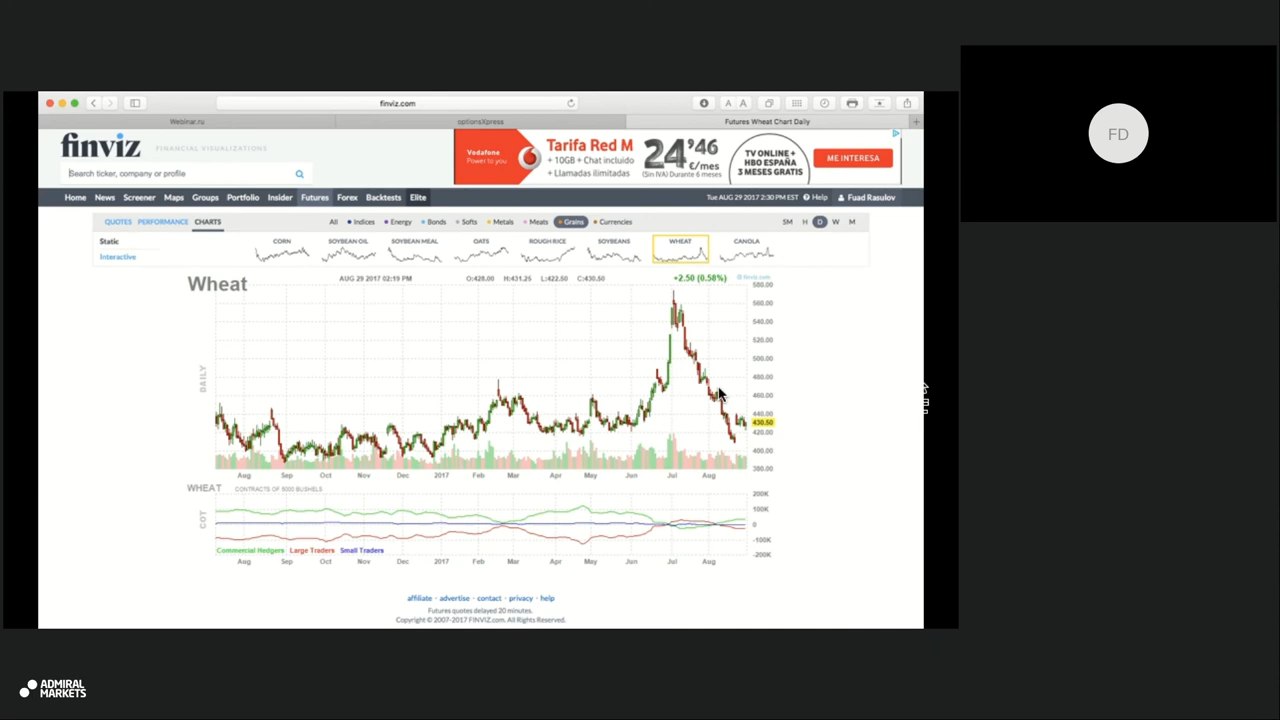 finviz.com
Webinar.ru
optionsXpress
Futures Wheat Chart Daily
finviz FINANCIAL VISUALIZATIONS
Search ticker, company or profile
Vodafone
Power to you
Tarifa Red M
+ 10GB + Chat incluido
+ Llamadas ilimitadas
24'46
€/mes
(Sin IVA) Durante 6 meses
TV ONLINE +
HBO ESPAÑA
3 MESES GRATIS
ME INTERESA
Home News Screener Maps Groups Portfolio Insider Futures Forex Backtests Elite
Tue AUG 29 2017 2:30 PM EST Help Fuad Rasulov
QUOTES PERFORMANCE CHARTS
All Indices Energy Bonds Softs Metals Meats Grains Currencies
5M H D W M
Static
Interactive
CORN SOYBEAN OIL SOYBEAN MEAL OATS ROUGH RICE SOYBEANS WHEAT CANOLA
Wheat
AUG 29 2017 02:19 PM O:428.00 H:431.25 L:422.50 C:430.50 +2.50 (0.58%) © finviz.com
580.00
560.00
540.00
520.00
500.00
480.00
460.00
440.00
430.50
420.00
400.00
380.00
DAILY
Aug Sep Oct Nov Dec 2017 Feb Mar Apr May Jun Jul Aug
WHEAT CONTRACTS OF 5000 BUSHELS
200K
100K
0
-100K
-200K
COT
Commercial Hedgers Large Traders Small Traders
Aug Sep Oct Nov Dec 2017 Feb Mar Apr May Jun Jul Aug
affiliate · advertise · contact · privacy · help
Futures quotes delayed 20 minutes.
Copyright © 2007-2017 FINVIZ.com. All Rights Reserved.
FD
ADMIRAL
MARKETS